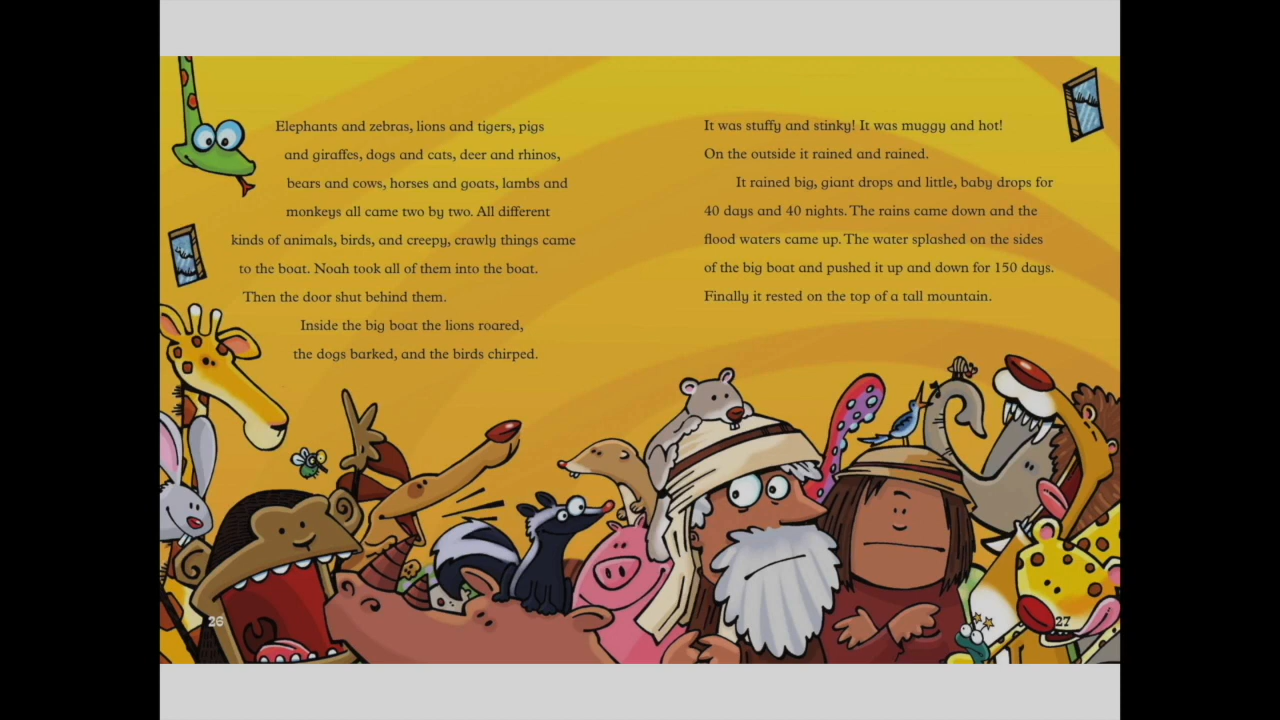 Elephants and zebras, lions and tigers, pigs
and giraffes, dogs and cats, deer and rhinos,
bears and cows, horses and goats, lambs and
monkeys all came two by two. All different
kinds of animals, birds, and creepy, crawly things came
to the boat. Noah took all of them into the boat.
Then the door shut behind them.
Inside the big boat the lions roared,
the dogs barked, and the birds chirped.
26
It was stuffy and stinky! It was muggy and hot!
On the outside it rained and rained.
It rained big, giant drops and little, baby drops for
40 days and 40 nights. The rains came down and the
flood waters came up. The water splashed on the sides
of the big boat and pushed it up and down for 150 days.
Finally it rested on the top of a tall mountain.
27